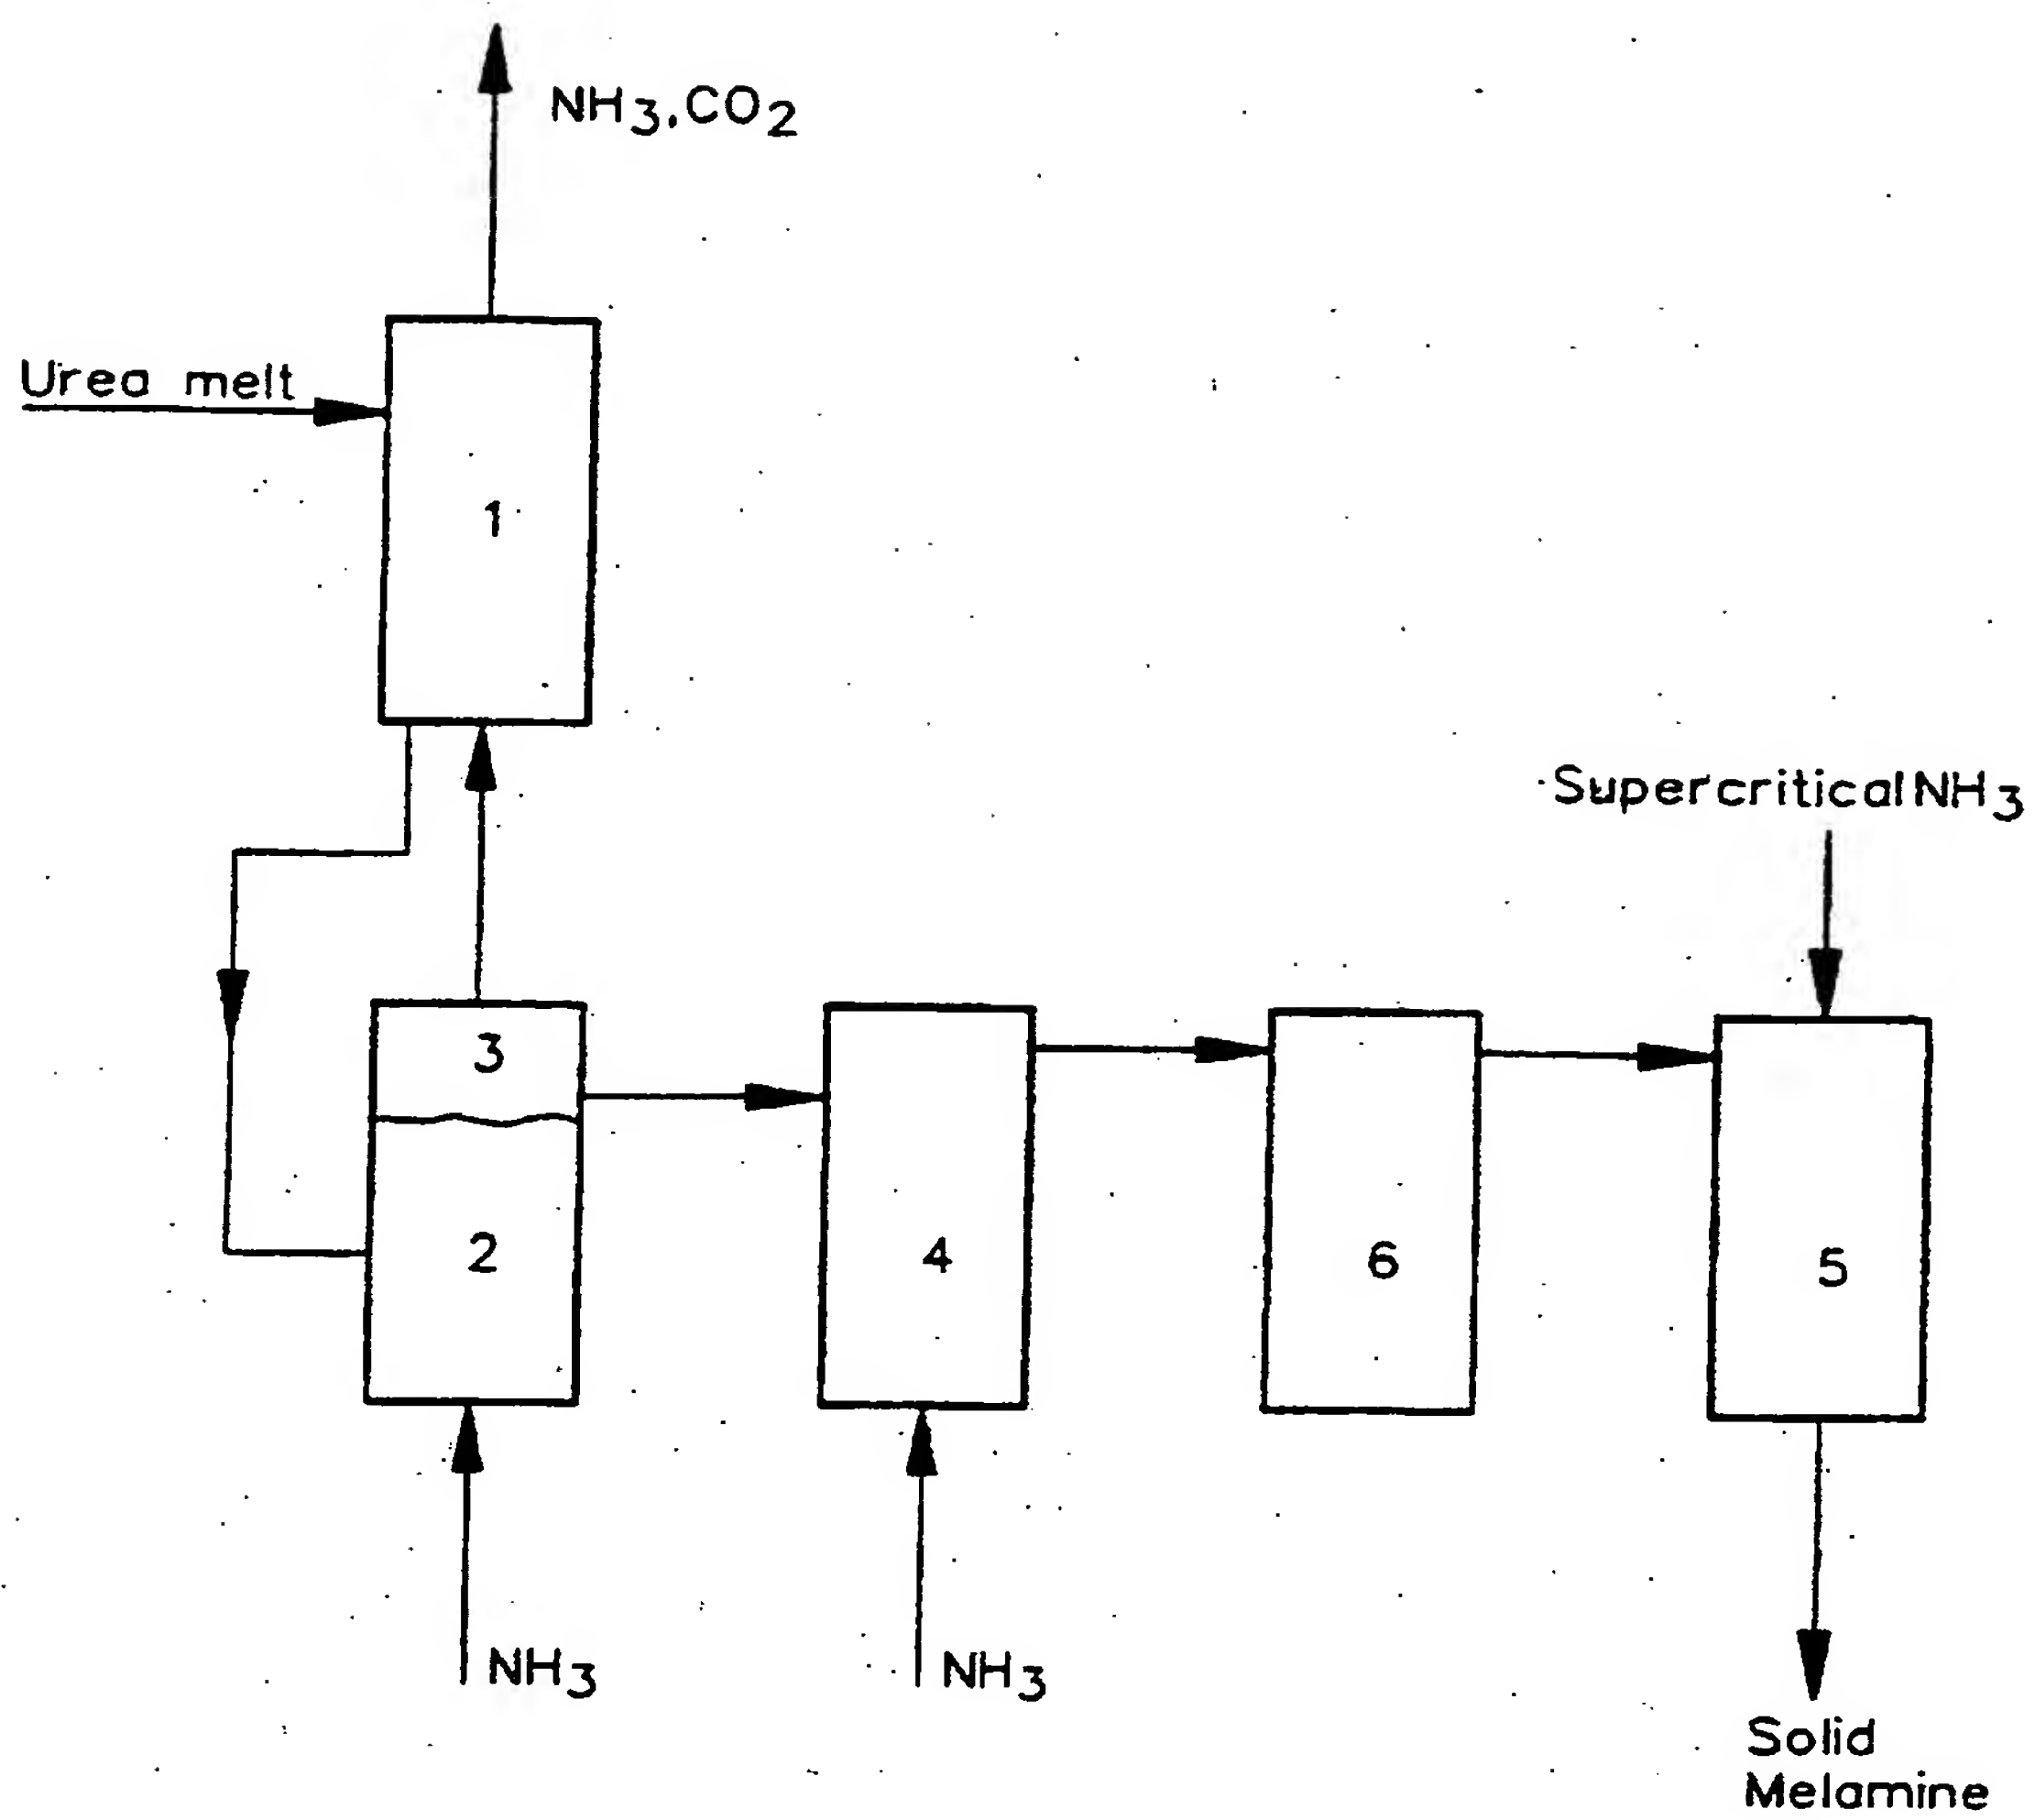 NH3.CO2
Urea melt
1
Supercritical NH3
3
2
4
6
5
NH3
NH3
Solid
Melamine